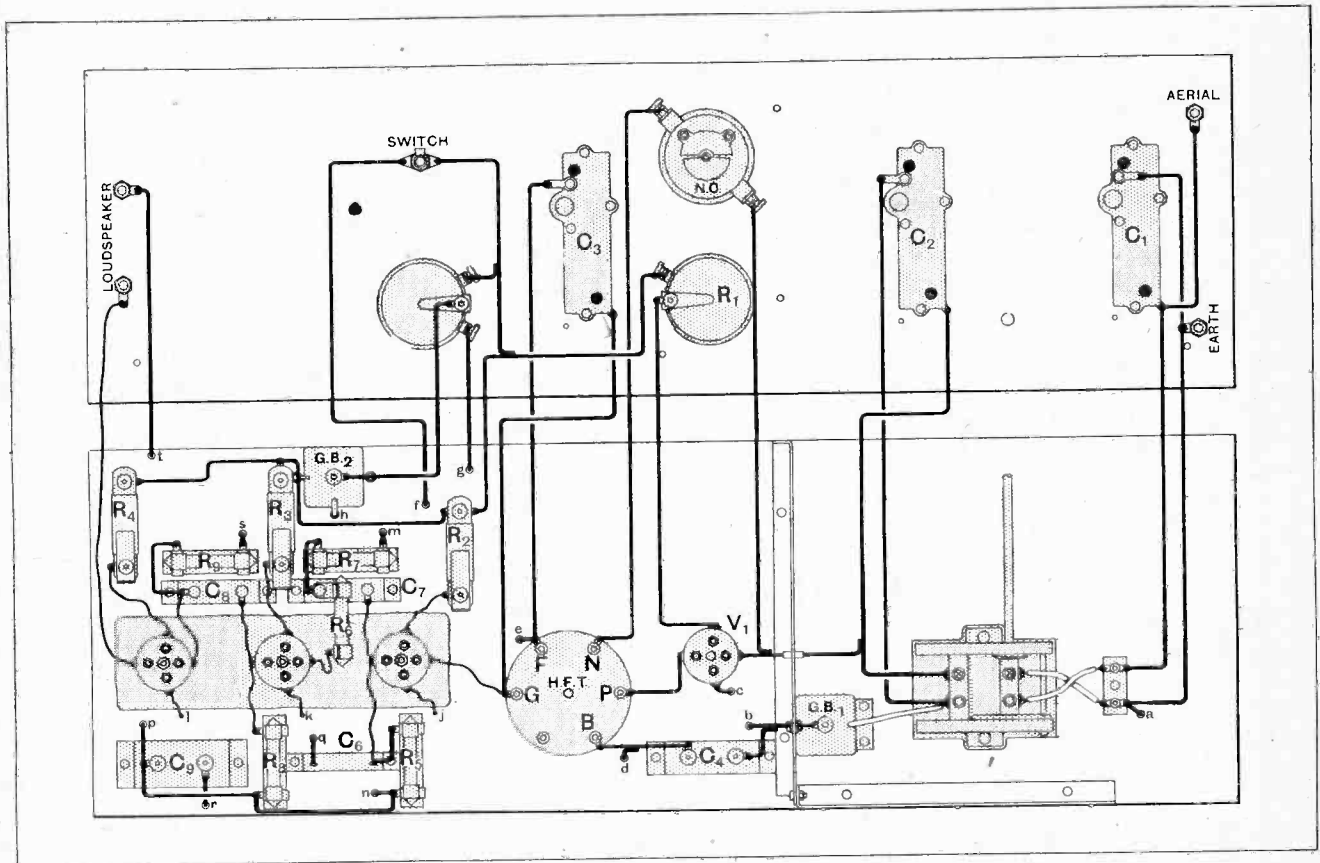 AERIAL
SWITCH
LOUDSPEAKER
N.O.
C3
C2
C1
R1
EARTH
t
G.B.2
g
h
f
R4
R3
R2
s
m
R9
R7
C8
C7
R6
V1
e
F
N
H.F.T.
G
P
c
B
l
k
j
a
p
q
b
G.B.1
C6
d
C4
C9
R8
R5
n
r